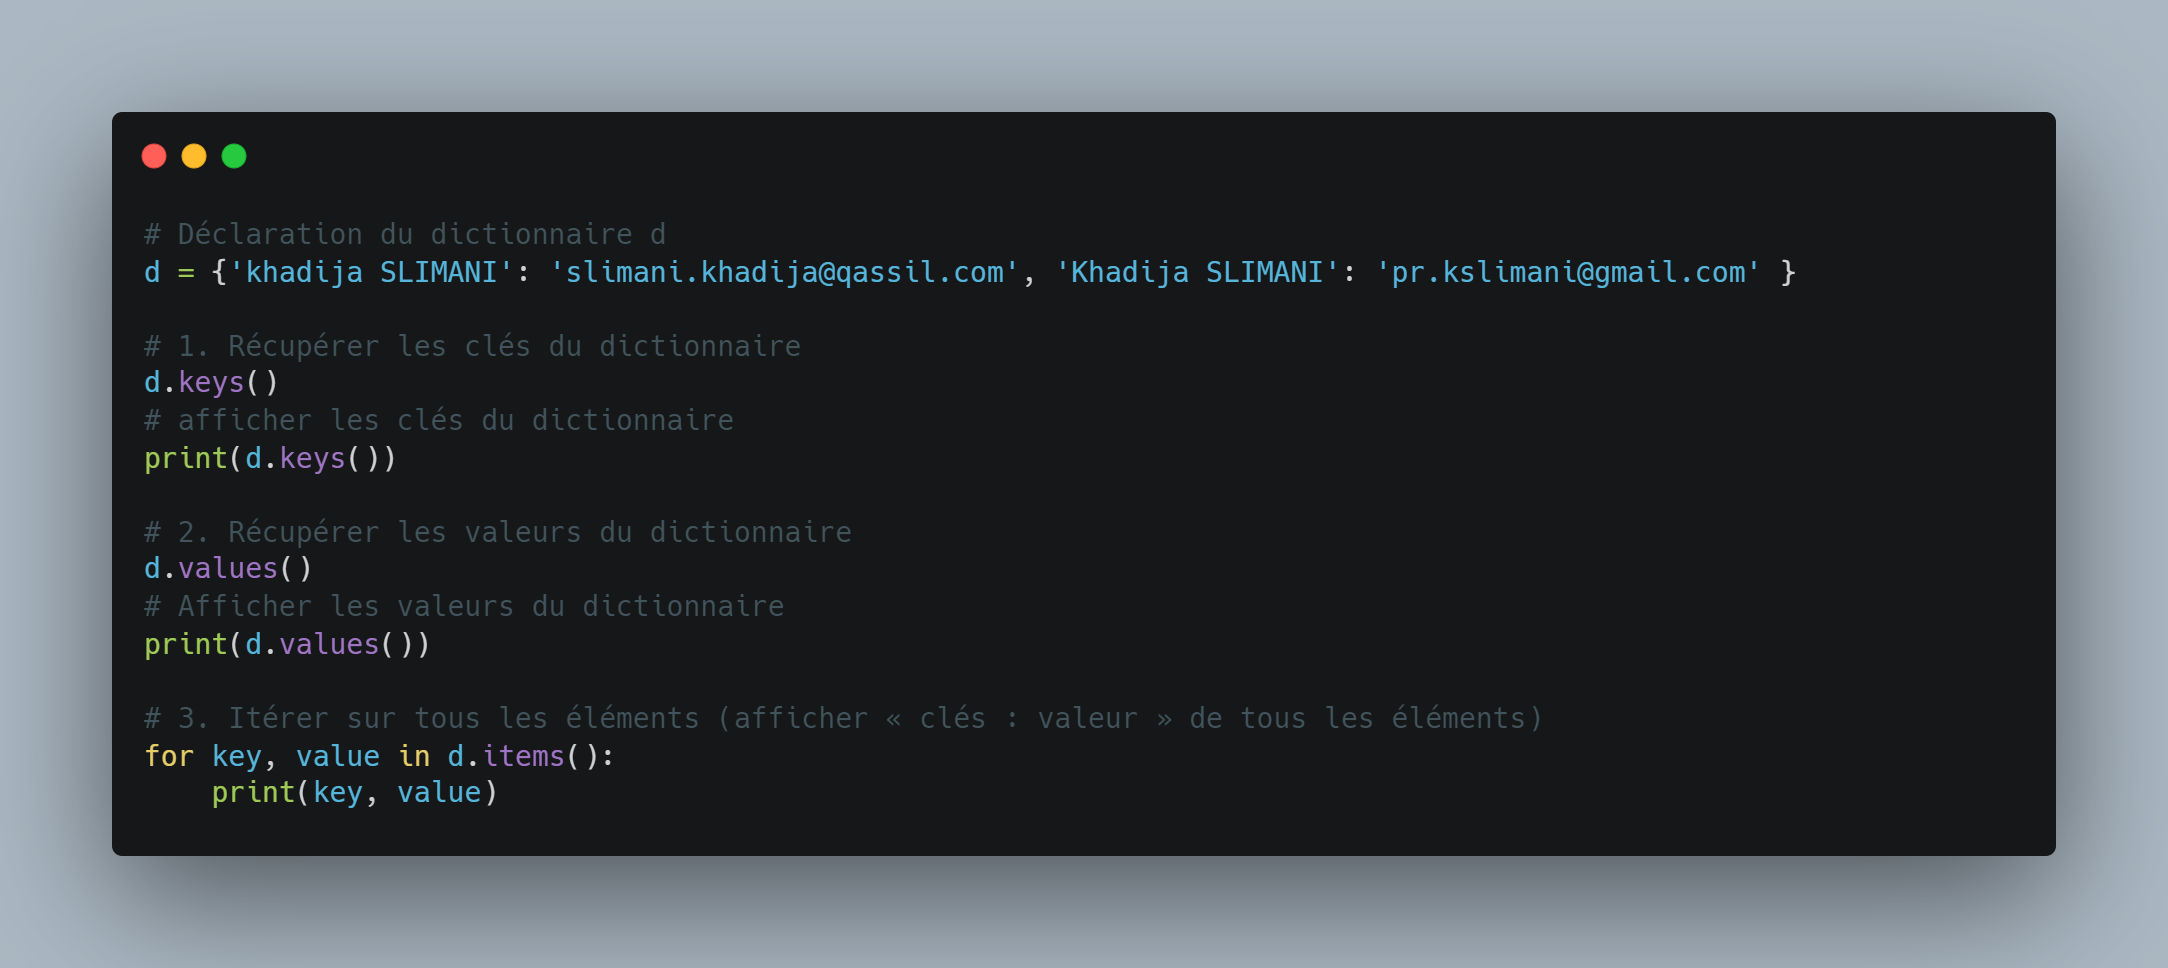 # Déclaration du dictionnaire d
d = {'khadija SLIMANI': 'slimani.khadija@qassil.com', 'Khadija SLIMANI': 'pr.kslimani@gmail.com' }
# 1. Récupérer les clés du dictionnaire
d.keys()
# afficher les clés du dictionnaire
print(d.keys())
# 2. Récupérer les valeurs du dictionnaire
d.values()
# Afficher les valeurs du dictionnaire
print(d.values())
# 3. Itérer sur tous les éléments (afficher « clés : valeur » de tous les éléments)
for key, value in d.items():
    print(key, value)